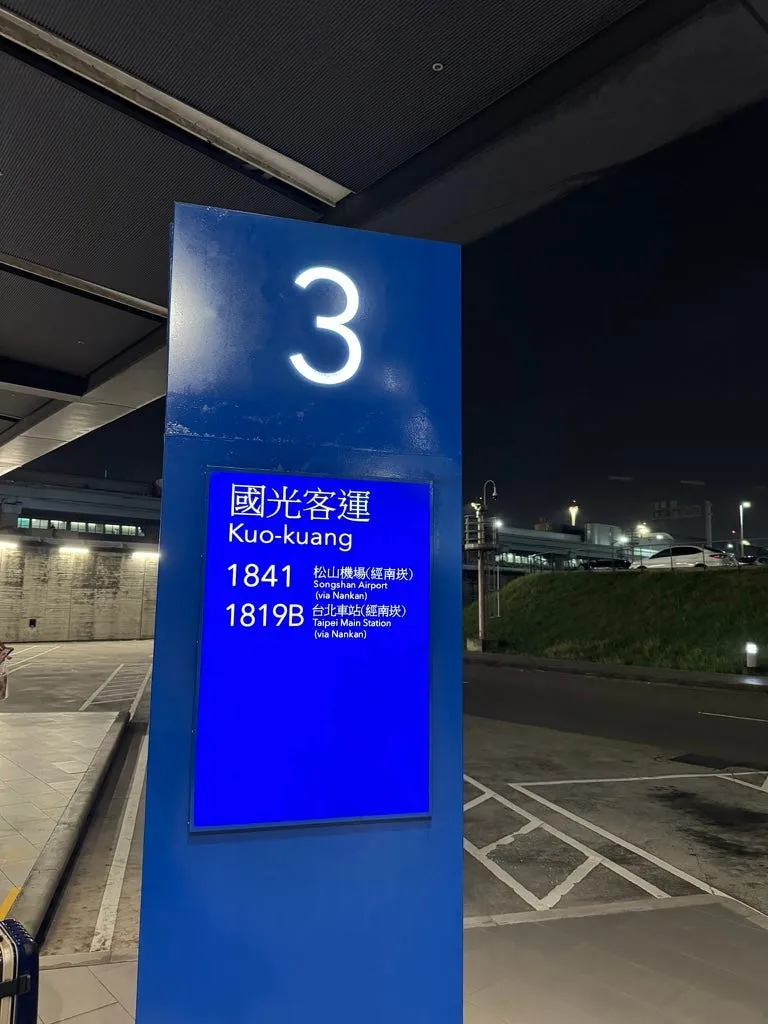 3
國光客運
Kuo-kuang
1841 松山機場(經南崁)
Songshan Airport
(via Nankan)
1819B 台北車站(經南崁)
Taipei Main Station
(via Nankan)